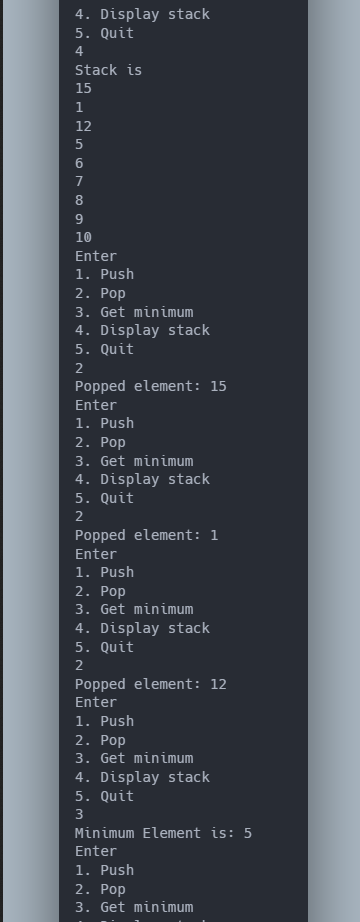 4. Display stack
5. Quit
4
Stack is
15
1
12
5
6
7
8
9
10
Enter
1. Push
2. Pop
3. Get minimum
4. Display stack
5. Quit
2
Popped element: 15
Enter
1. Push
2. Pop
3. Get minimum
4. Display stack
5. Quit
2
Popped element: 1
Enter
1. Push
2. Pop
3. Get minimum
4. Display stack
5. Quit
2
Popped element: 12
Enter
1. Push
2. Pop
3. Get minimum
4. Display stack
5. Quit
3
Minimum Element is: 5
Enter
1. Push
2. Pop
3. Get minimum